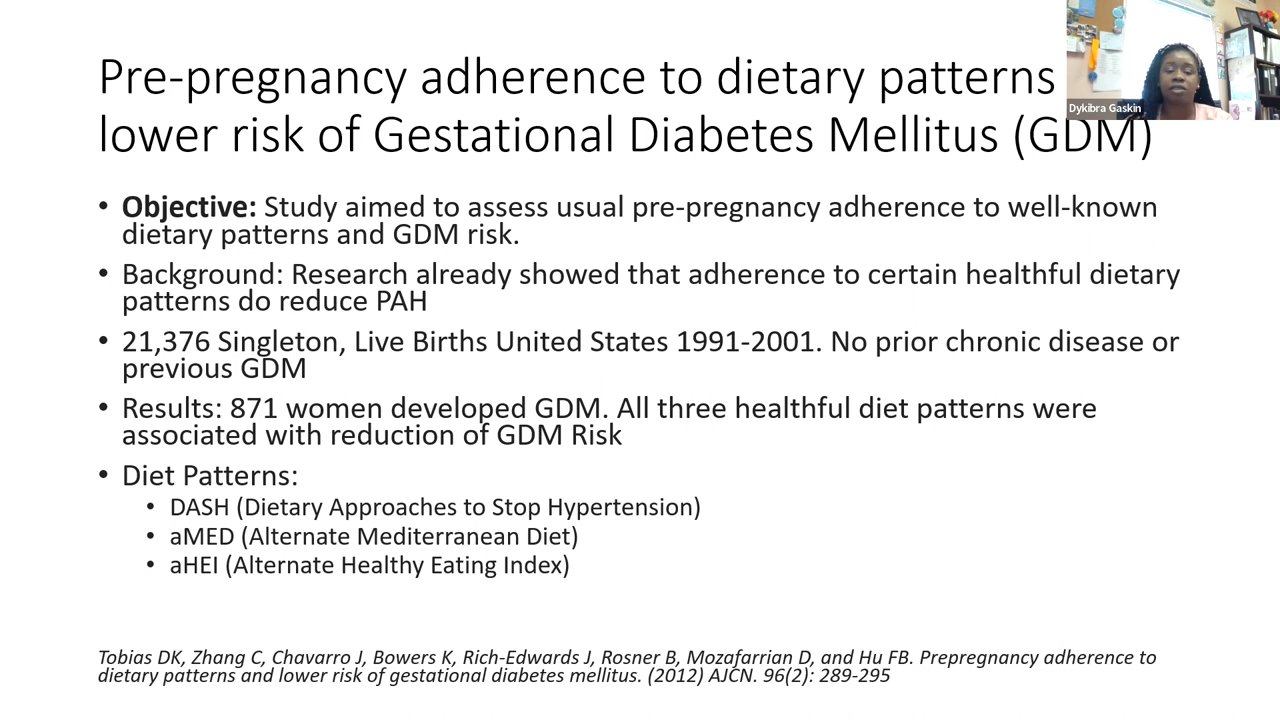 Pre-pregnancy adherence to dietary patterns
lower risk of Gestational Diabetes Mellitus (GDM)
Dykibra Gaskin
• Objective: Study aimed to assess usual pre-pregnancy adherence to well-known
dietary patterns and GDM risk.
• Background: Research already showed that adherence to certain healthful dietary
patterns do reduce PAH
• 21,376 Singleton, Live Births United States 1991-2001. No prior chronic disease or
previous GDM
• Results: 871 women developed GDM. All three healthful diet patterns were
associated with reduction of GDM Risk
• Diet Patterns:
• DASH (Dietary Approaches to Stop Hypertension)
• aMED (Alternate Mediterranean Diet)
• aHEI (Alternate Healthy Eating Index)
Tobias DK, Zhang C, Chavarro J, Bowers K, Rich-Edwards J, Rosner B, Mozafarrian D, and Hu FB. Prepregnancy adherence to
dietary patterns and lower risk of gestational diabetes mellitus. (2012) AJCN. 96(2): 289-295